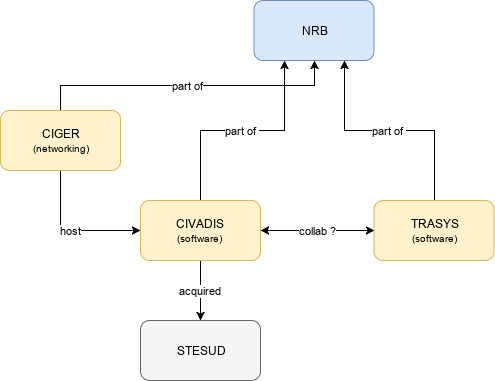 NRB
part of
CIGER
(networking)
part of
part of
host
CIVADIS
(software)
collab ?
TRASYS
(software)
acquired
STESUD